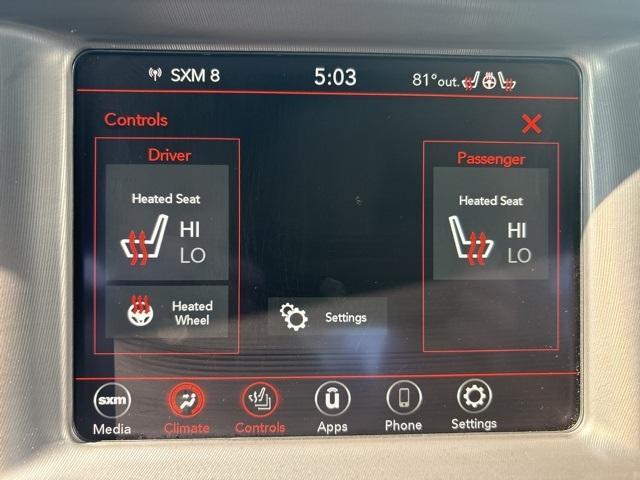 SXM 8 5:03 81°out.
Controls
Driver
Passenger
Heated Seat
HI
LO
Heated Seat
HI
LO
Heated
Wheel
Settings
sxm
Media
Climate
Controls
Apps
Phone
Settings